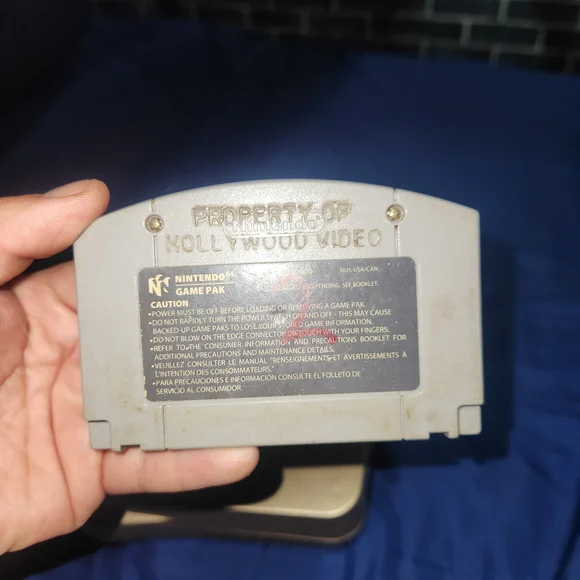 PROPERTY OF
Nintendo
HOLLYWOOD VIDEO
NINTENDO64
GAME PAK
NUS-USA/CAN
SEE BOOKLET.
CAUTION
•POWER MUST BE OFF BEFORE LOADING OR REMOVING A GAME PAK.
•DO NOT RAPIDLY TURN THE POWER SWITCH ON AND OFF - THIS MAY CAUSE
BACKED-UP GAME PAKS TO LOSE YOUR STORED GAME INFORMATION.
•DO NOT BLOW ON THE EDGE CONNECTOR OR TOUCH WITH YOUR FINGERS.
•REFER TO THE CONSUMER INFORMATION AND PRECAUTIONS BOOKLET FOR
ADDITIONAL PRECAUTIONS AND MAINTENANCE DETAILS.
•VEUILLEZ CONSULTER LE MANUAL "RENSEIGNEMENTS ET AVERTISSEMENTS À
L'INTENTION DES CONSOMMATEURS."
•PARA PRECAUCIONES E INFORMACION CONSULTE EL FOLLETO DE
SERVICIO AL CONSUMIDOR.